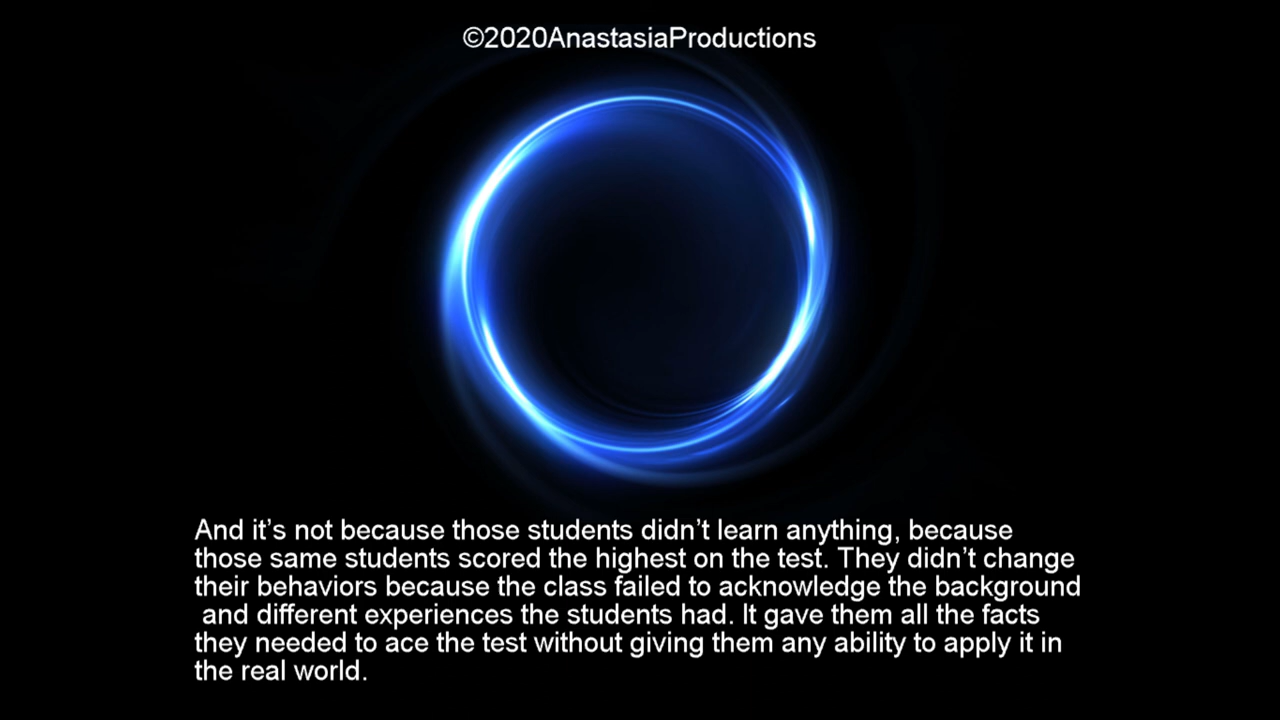 ©2020AnastasiaProductions
And it’s not because those students didn’t learn anything, because
those same students scored the highest on the test. They didn’t change
their behaviors because the class failed to acknowledge the background
and different experiences the students had. It gave them all the facts
they needed to ace the test without giving them any ability to apply it in
the real world.